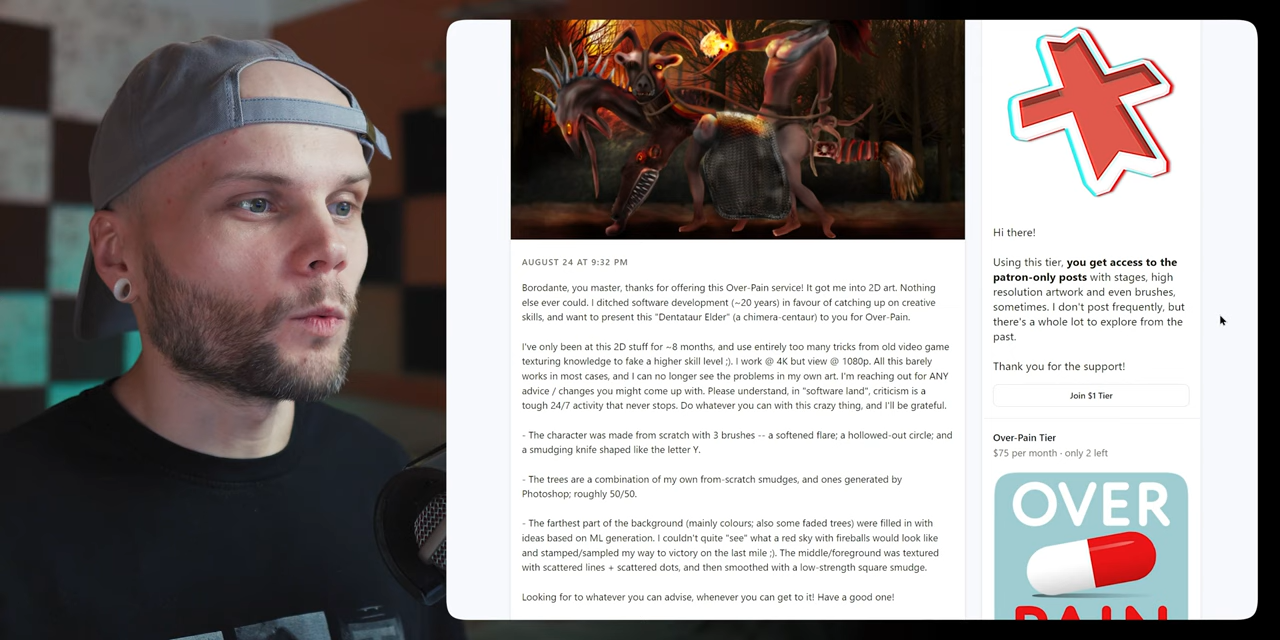 AUGUST 24 AT 9:32 PM
Borodante, you master, thanks for offering this Over-Pain service! It got me into 2D art. Nothing
else ever could. I ditched software development (~20 years) in favour of catching up on creative
skills, and want to present this "Dentataur Elder" (a chimera-centaur) to you for Over-Pain.
I've only been at this 2D stuff for ~8 months, and use entirely too many tricks from old video game
texturing knowledge to fake a higher skill level ;). I work @ 4K but view @ 1080p. All this barely
works in most cases, and I can no longer see the problems in my own art. I'm reaching out for ANY
advice / changes you might come up with. Please understand, in "software land", criticism is a
tough 24/7 activity that never stops. Do whatever you can with this crazy thing, and I'll be grateful.
- The character was made from scratch with 3 brushes -- a softened flare; a hollowed-out circle; and
a smudging knife shaped like the letter Y.
- The trees are a combination of my own from-scratch smudges, and ones generated by
Photoshop; roughly 50/50.
- The farthest part of the background (mainly colours; also some faded trees) were filled in with
ideas based on ML generation. I couldn't quite "see" what a red sky with fireballs would look like
and stamped/sampled my way to victory on the last mile ;). The middle/foreground was textured
with scattered lines + scattered dots, and then smoothed with a low-strength square smudge.
Looking for to whatever you can advise, whenever you can get to it! Have a good one!
Hi there!
Using this tier, you get access to the
patron-only posts with stages, high
resolution artwork and even brushes,
sometimes. I don't post frequently, but
there's a whole lot to explore from the
past.
Thank you for the support!
Join $1 Tier
Over-Pain Tier
$75 per month · only 2 left
OVER
PAIN